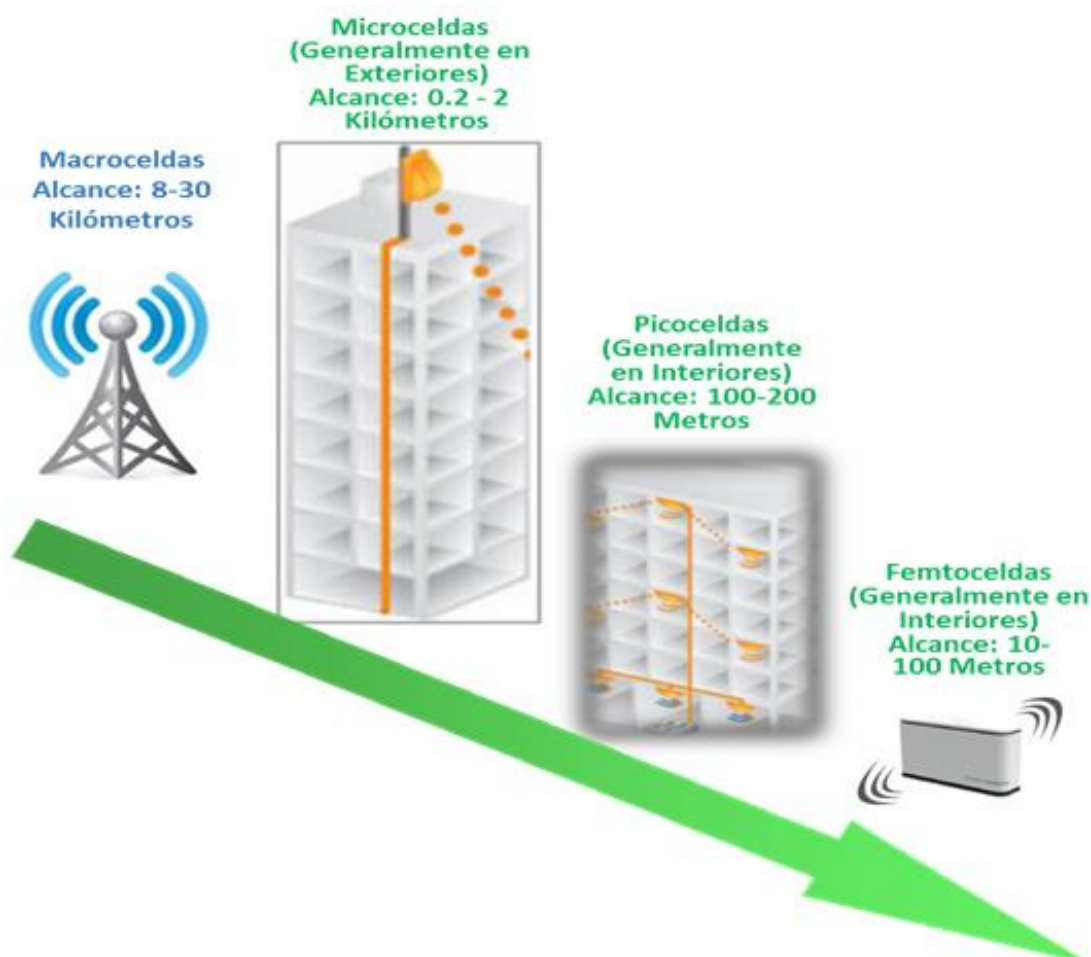 Microceldas
(Generalmente en
Exteriores)
Alcance: 0.2 - 2
Kilómetros
Macroceldas
Alcance: 8-30
Kilómetros
Picoceldas
(Generalmente
en Interiores)
Alcance: 100-200
Metros
Femtoceldas
(Generalmente en
Interiores)
Alcance: 10-
100 Metros